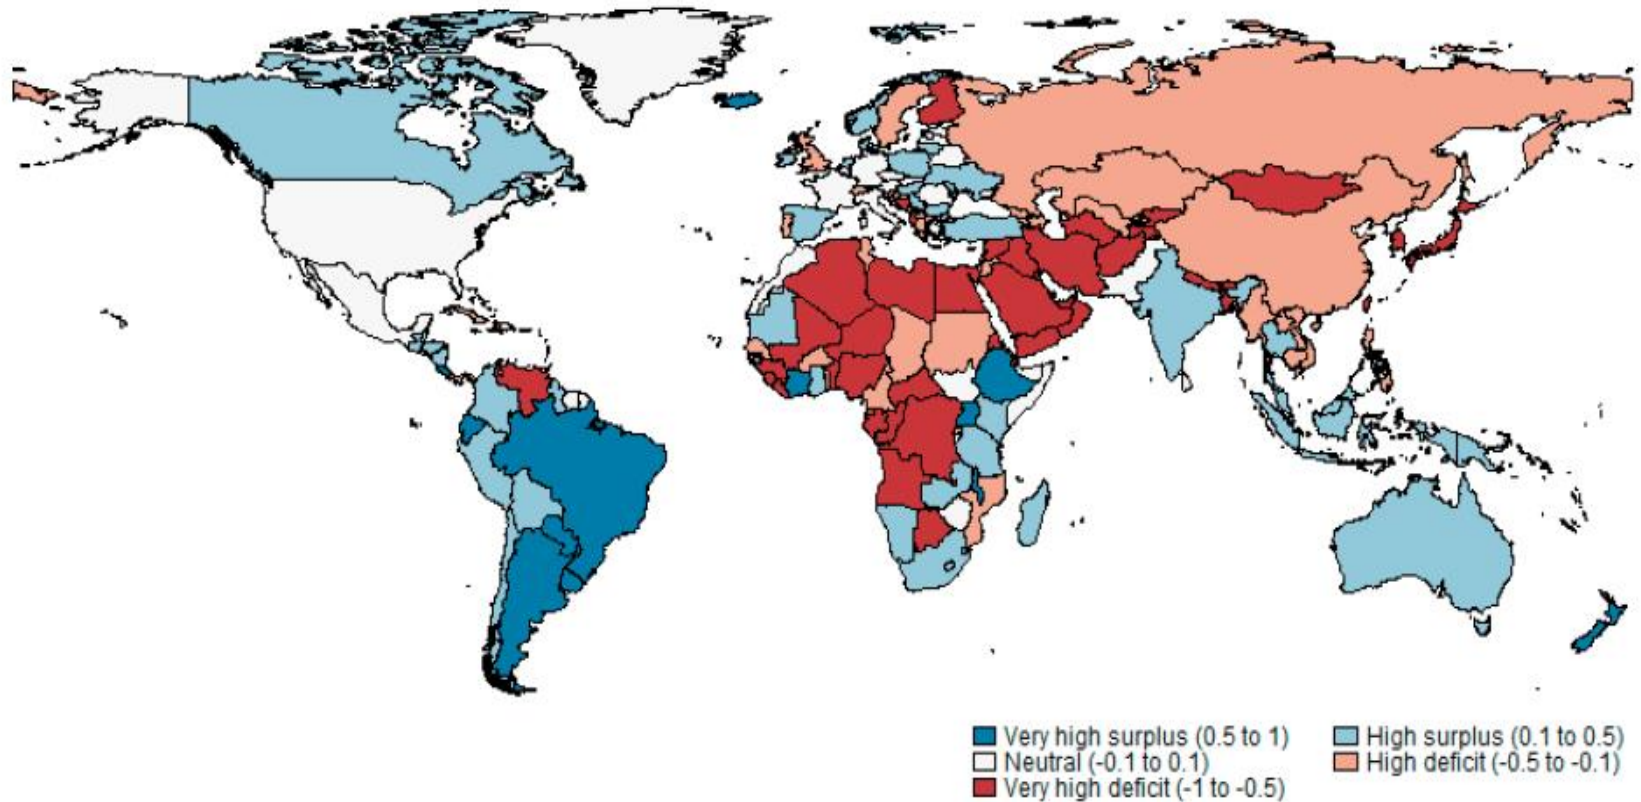 Very high surplus (0.5 to 1)
High surplus (0.1 to 0.5)
Neutral (-0.1 to 0.1)
High deficit (-0.5 to -0.1)
Very high deficit (-1 to -0.5)